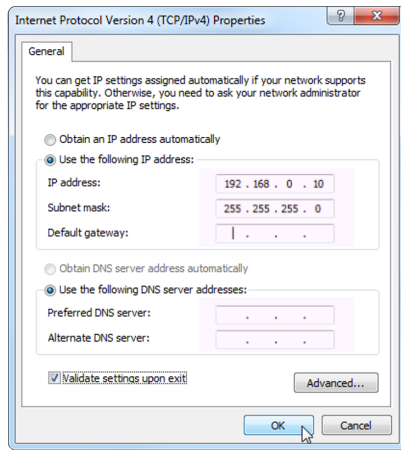 Internet Protocol Version 4 (TCP/IPv4) Properties
General
You can get IP settings assigned automatically if your network supports
this capability. Otherwise, you need to ask your network administrator
for the appropriate IP settings.
Obtain an IP address automatically
Use the following IP address:
IP address: 192 . 168 . 0 . 10
Subnet mask: 255 . 255 . 255 . 0
Default gateway: . . .
Obtain DNS server address automatically
Use the following DNS server addresses:
Preferred DNS server: . . .
Alternate DNS server: . . .
Validate settings upon exit
Advanced...
OK Cancel